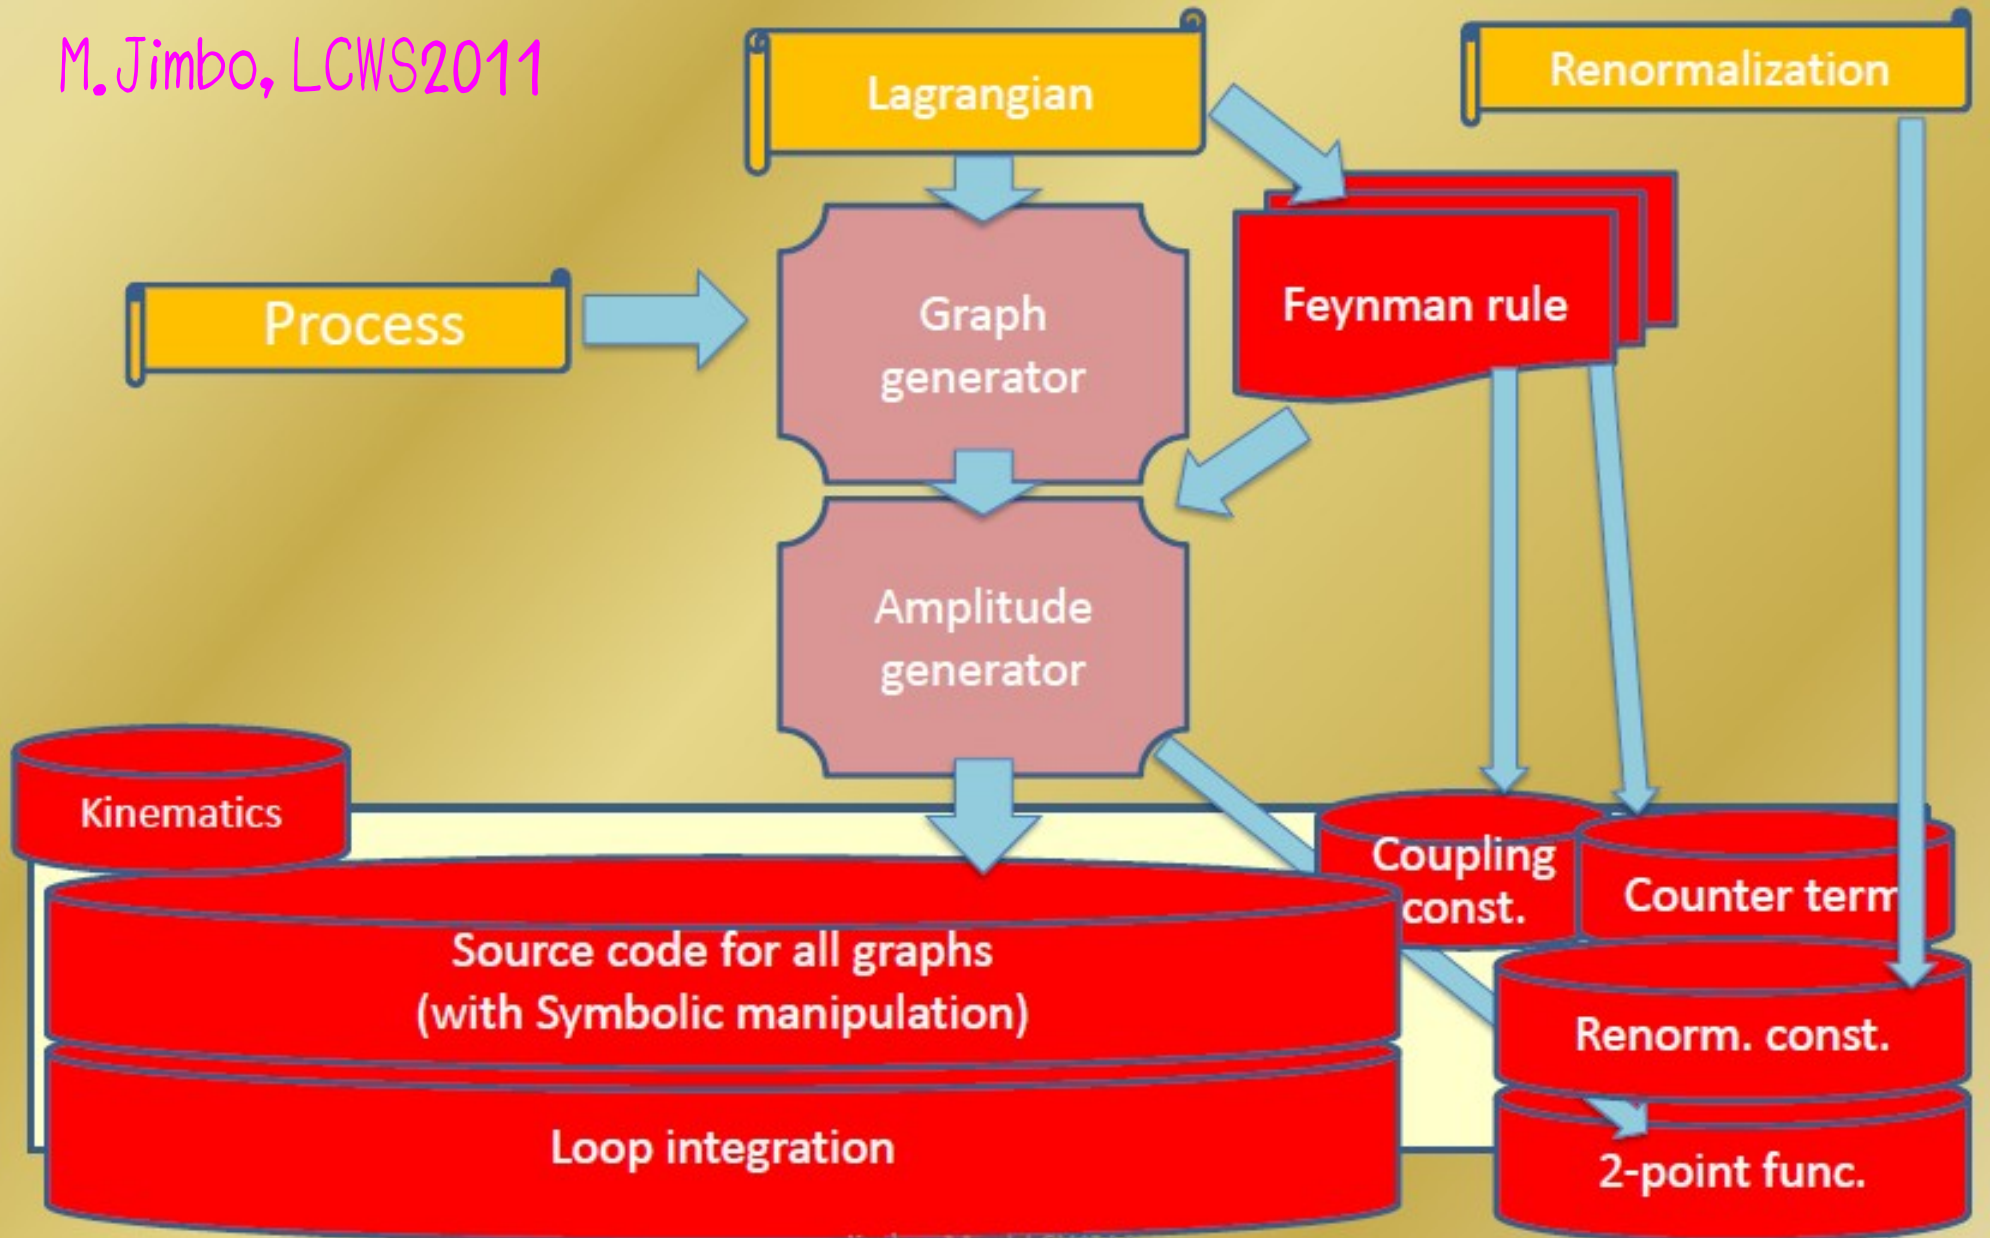 M.Jimbo, LCWS2011
Lagrangian
Renormalization
Process
Graph
generator
Feynman rule
Amplitude
generator
Kinematics
Coupling
const.
Counter term
Source code for all graphs
(with Symbolic manipulation)
Renorm. const.
Loop integration
2-point func.